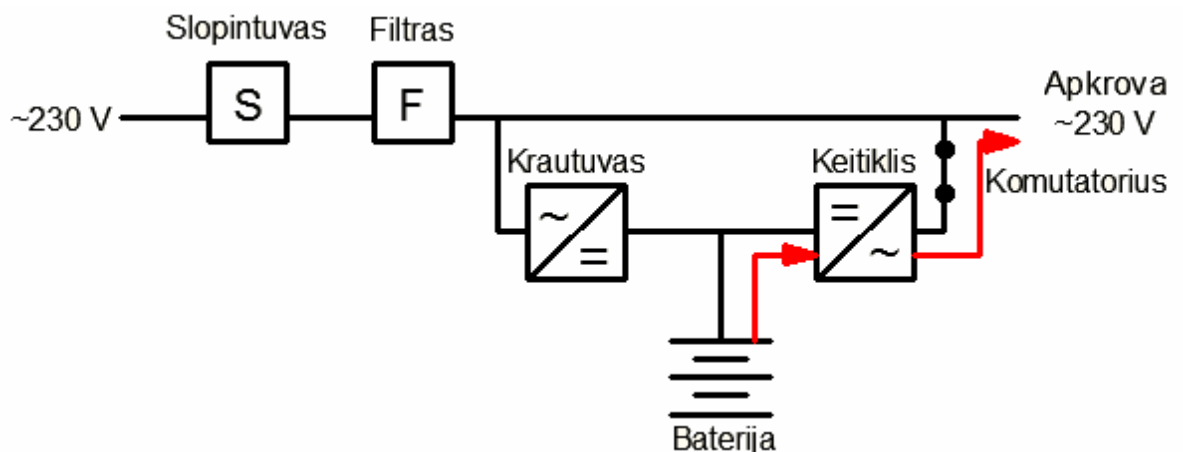 Slopintuvas
Filtras
~230 V
S
F
Apkrova
~230 V
Krautuvas
Keitiklis
Komutatorius
~
=
=
~
Baterija